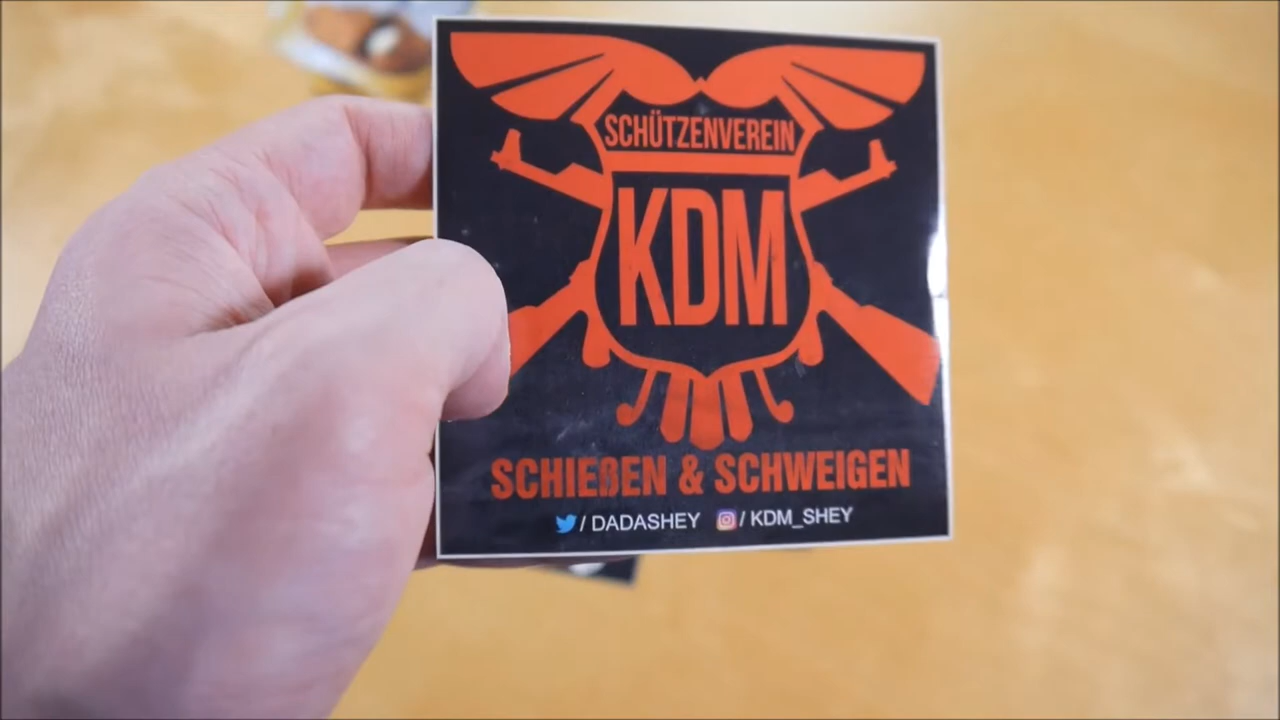 SCHÜTZENVEREIN
KDM
SCHIEßEN & SCHWEIGEN
/ DADASHEY / KDM_SHEY